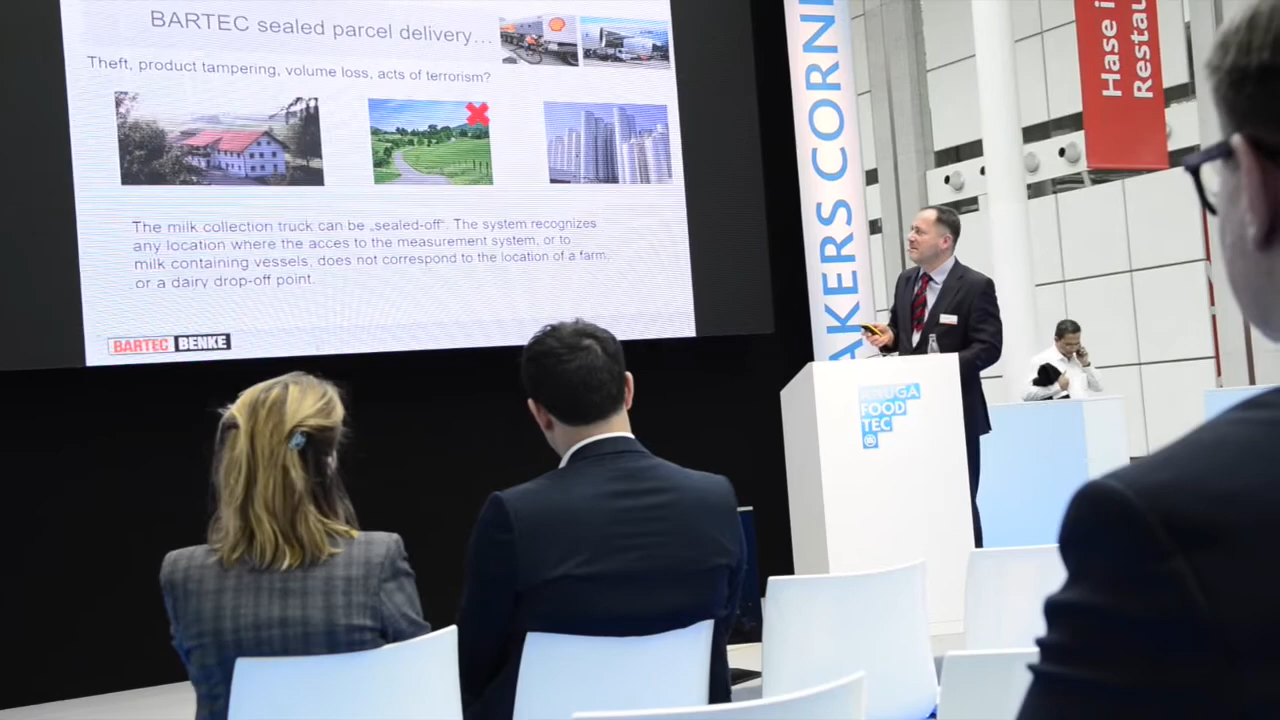 BARTEC sealed parcel delivery...
Theft, product tampering, volume loss, acts of terrorism?
The milk collection truck can be „sealed-off". The system recognizes
any location where the acces to the measurement system, or to
milk containing vessels, does not correspond to the location of a farm,
or a dairy drop-off point.
BARTEC BENKE
AKERS CORN
Hase i
Restau
ANUGA
FOOD
TEC